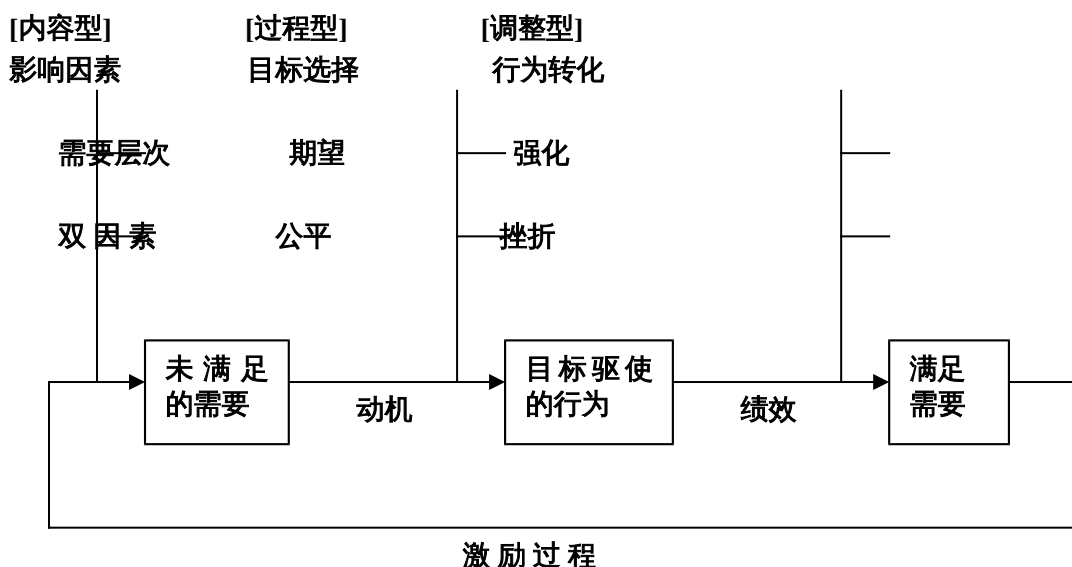 [内容型] [过程型] [调整型]
影响因素 目标选择 行为转化
需要层次 期望 强化
双因素 公平 挫折
未满足
的需要
动机
目标驱使
的行为
绩效
满足
需要
激励过程